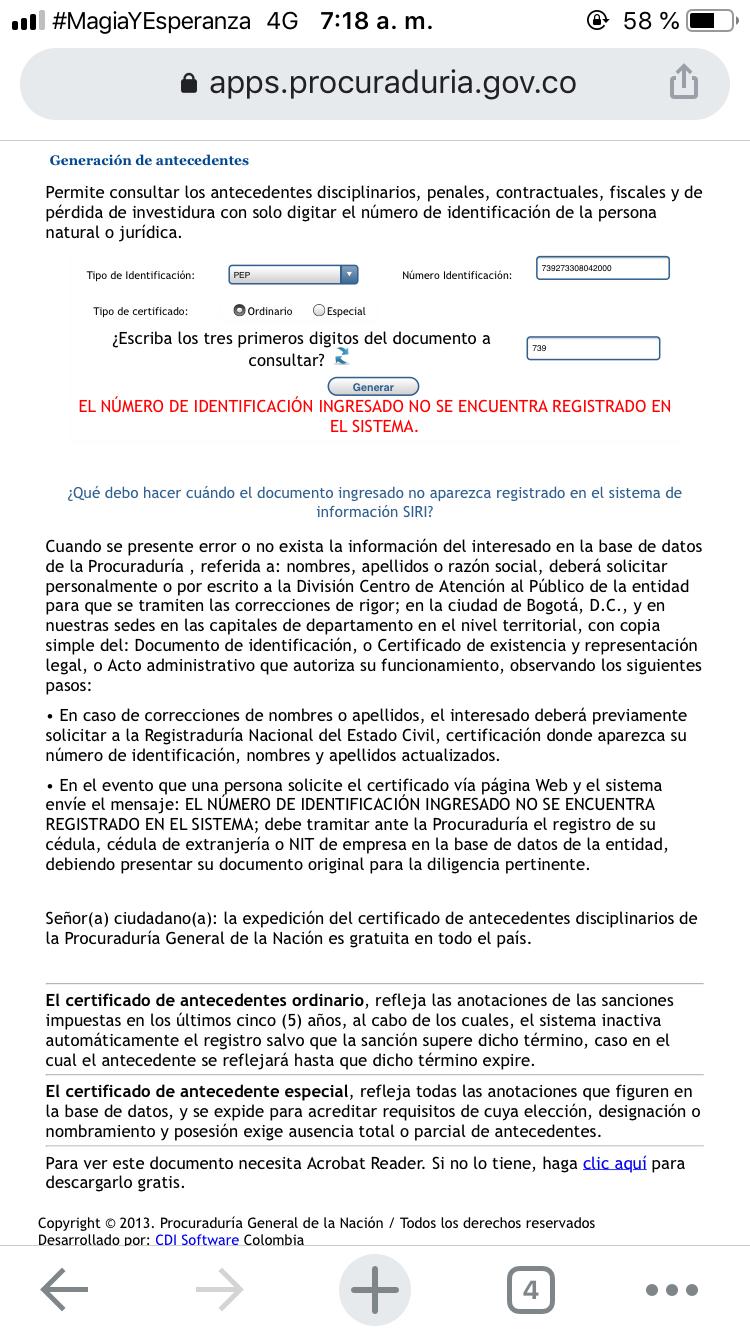 #MagiaYEsperanza 4G 7:18 a. m. 58 %
apps.procuraduria.gov.co
Generación de antecedentes
Permite consultar los antecedentes disciplinarios, penales, contractuales, fiscales y de
pérdida de investidura con solo digitar el número de identificación de la persona
natural o jurídica.
Tipo de Identificación: PEP Número Identificación: 739273308042000
Tipo de certificado: Ordinario Especial
¿Escriba los tres primeros digitos del documento a
consultar? 739
Generar
EL NÚMERO DE IDENTIFICACIÓN INGRESADO NO SE ENCUENTRA REGISTRADO EN
EL SISTEMA.
¿Qué debo hacer cuándo el documento ingresado no aparezca registrado en el sistema de
información SIRI?
Cuando se presente error o no exista la información del interesado en la base de datos
de la Procuraduría , referida a: nombres, apellidos o razón social, deberá solicitar
personalmente o por escrito a la División Centro de Atención al Público de la entidad
para que se tramiten las correcciones de rigor; en la ciudad de Bogotá, D.C., y en
nuestras sedes en las capitales de departamento en el nivel territorial, con copia
simple del: Documento de identificación, o Certificado de existencia y representación
legal, o Acto administrativo que autoriza su funcionamiento, observando los siguientes
pasos:
• En caso de correcciones de nombres o apellidos, el interesado deberá previamente
solicitar a la Registraduría Nacional del Estado Civil, certificación donde aparezca su
número de identificación, nombres y apellidos actualizados.
• En el evento que una persona solicite el certificado vía página Web y el sistema
envíe el mensaje: EL NÚMERO DE IDENTIFICACIÓN INGRESADO NO SE ENCUENTRA
REGISTRADO EN EL SISTEMA; debe tramitar ante la Procuraduría el registro de su
cédula, cédula de extranjería o NIT de empresa en la base de datos de la entidad,
debiendo presentar su documento original para la diligencia pertinente.
Señor(a) ciudadano(a): la expedición del certificado de antecedentes disciplinarios de
la Procuraduría General de la Nación es gratuita en todo el país.
El certificado de antecedentes ordinario, refleja las anotaciones de las sanciones
impuestas en los últimos cinco (5) años, al cabo de los cuales, el sistema inactiva
automáticamente el registro salvo que la sanción supere dicho término, caso en el
cual el antecedente se reflejará hasta que dicho término expire.
El certificado de antecedente especial, refleja todas las anotaciones que figuren en
la base de datos, y se expide para acreditar requisitos de cuya elección, designación o
nombramiento y posesión exige ausencia total o parcial de antecedentes.
Para ver este documento necesita Acrobat Reader. Si no lo tiene, haga clic aquí para
descargarlo gratis.
Copyright © 2013. Procuraduría General de la Nación / Todos los derechos reservados
Desarrollado por: CDI Software Colombia
4